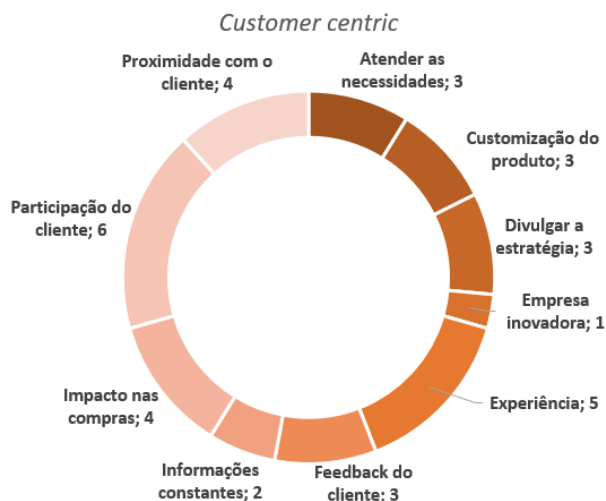 Customer centric
Atender as
necessidades; 3
Customização do
produto; 3
Divulgar a
estratégia; 3
Empresa
inovadora; 1
Experiência; 5
Feedback do
cliente; 3
Informações
constantes; 2
Impacto nas
compras; 4
Participação do
cliente; 6
Proximidade com o
cliente; 4